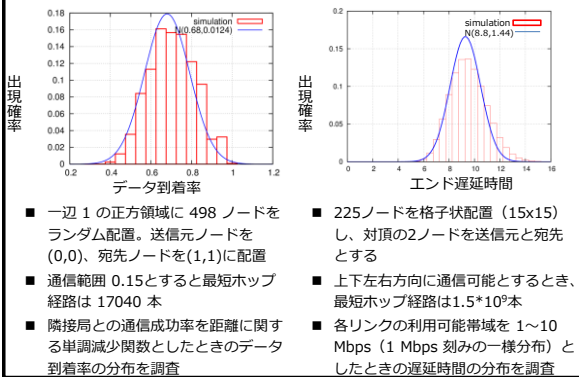 0.18
0.16
0.14
0.12
0.1
0.08
0.06
0.04
0.02
0
0.2
0.4
0.6
0.8
1
1.2
simulation
N(0.68,0.0124)
出現確率
データ到着率
■ 一辺 1 の正方領域に 498 ノードを
ランダム配置。送信元ノードを
(0,0)、宛先ノードを(1,1)に配置
■ 通信範囲 0.15とすると最短ホップ
経路は 17040 本
■ 隣接局との通信成功率を距離に関す
る単調減少関数としたときのデータ
到着率の分布を調査
0.2
0.15
0.1
0.05
0
0
2
4
6
8
10
12
14
16
simulation
N(8.8,1.44)
出現確率
エンド遅延時間
■ 225ノードを格子状配置（15x15）
し、対頂の2ノードを送信元と宛先
とする
■ 上下左右方向に通信可能とするとき、
最短ホップ経路は1.5*10⁹本
■ 各リンクの利用可能帯域を 1～10
Mbps（1 Mbps 刻みの一様分布）と
したときの遅延時間の分布を調査